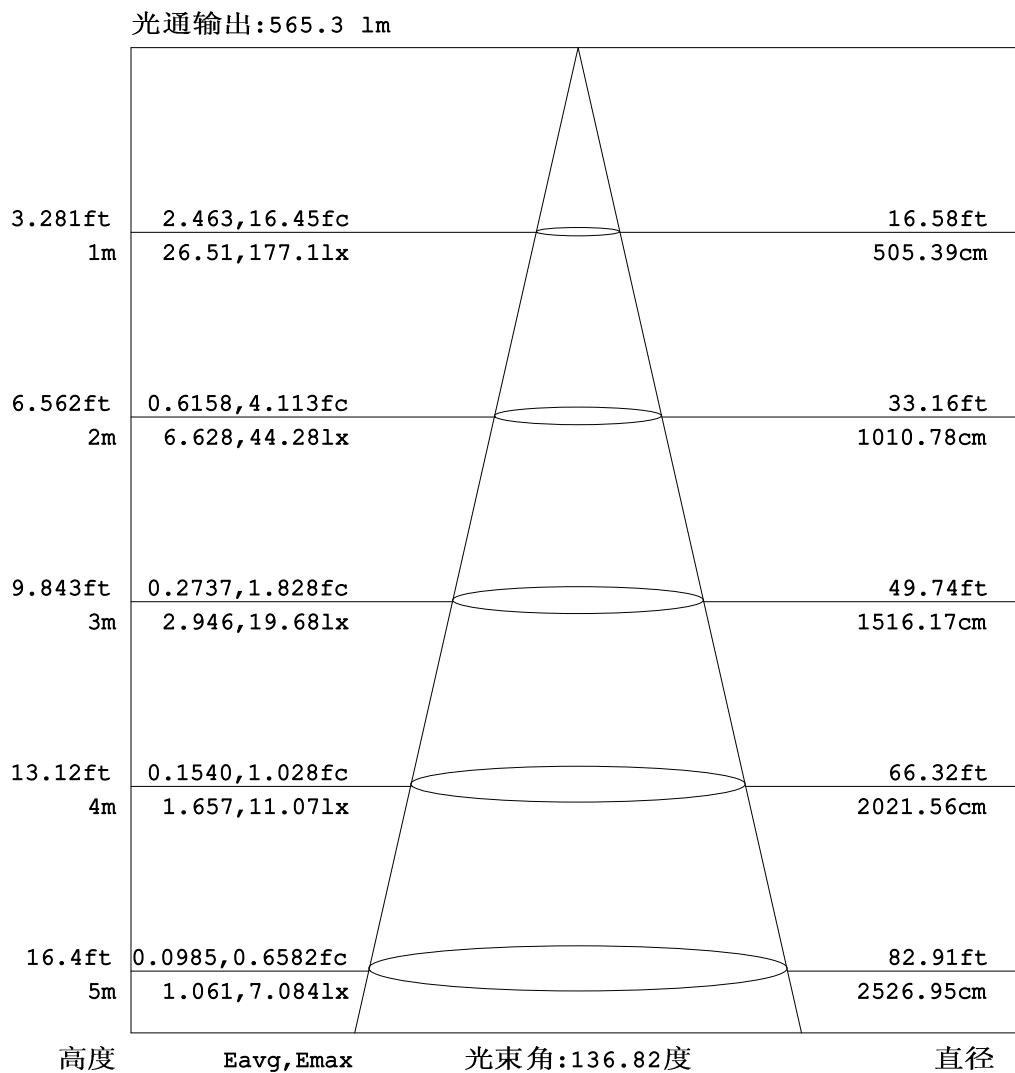 光通输出:565.3 lm
3.281ft 2.463,16.45fc 16.58ft
1m 26.51,177.1lx 505.39cm
6.562ft 0.6158,4.113fc 33.16ft
2m 6.628,44.28lx 1010.78cm
9.843ft 0.2737,1.828fc 49.74ft
3m 2.946,19.68lx 1516.17cm
13.12ft 0.1540,1.028fc 66.32ft
4m 1.657,11.07lx 2021.56cm
16.4ft 0.0985,0.6582fc 82.91ft
5m 1.061,7.084lx 2526.95cm
高度 Eavg,Emax 光束角:136.82度 直径